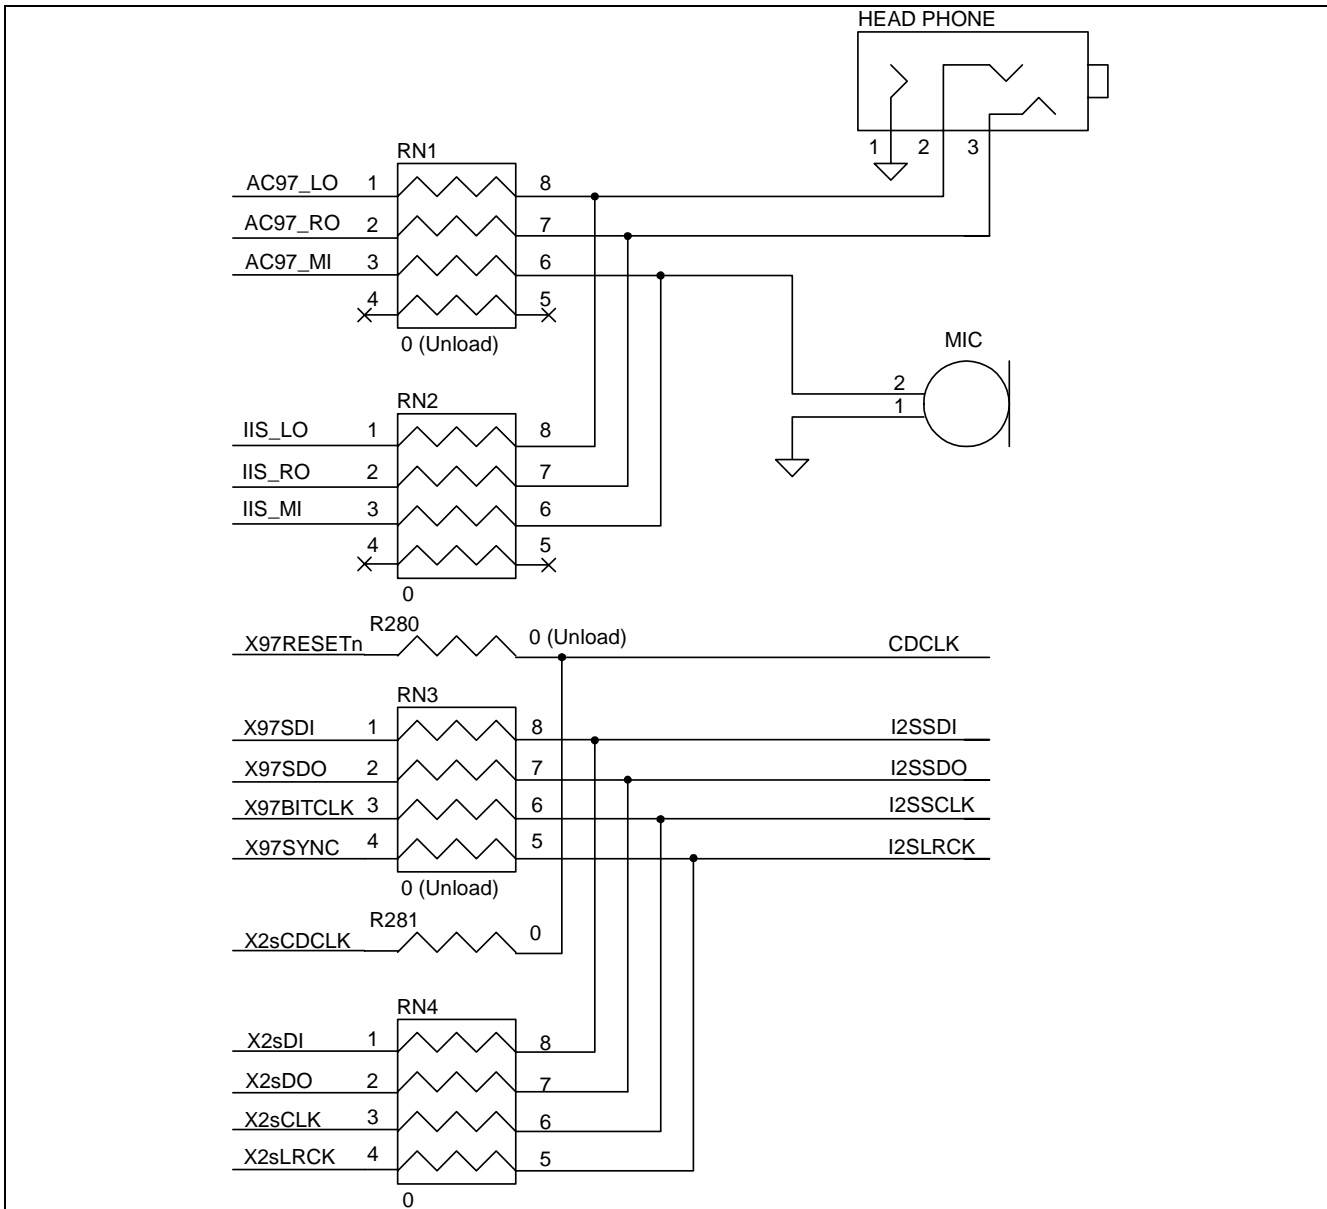 HEAD PHONE
1 2 3
RN1
AC97_LO 1 8
AC97_RO 2 7
AC97_MI 3 6
4 5
0 (Unload)
MIC
2
1
RN2
IIS_LO 1 8
IIS_RO 2 7
IIS_MI 3 6
4 5
0
R280
X97RESETn 0 (Unload) CDCLK
RN3
X97SDI 1 8 I2SSDI
X97SDO 2 7 I2SSDO
X97BITCLK 3 6 I2SSCLK
X97SYNC 4 5 I2SLRCK
0 (Unload)
R281
X2sCDCLK 0
RN4
X2sDI 1 8
X2sDO 2 7
X2sCLK 3 6
X2sLRCK 4 5
0